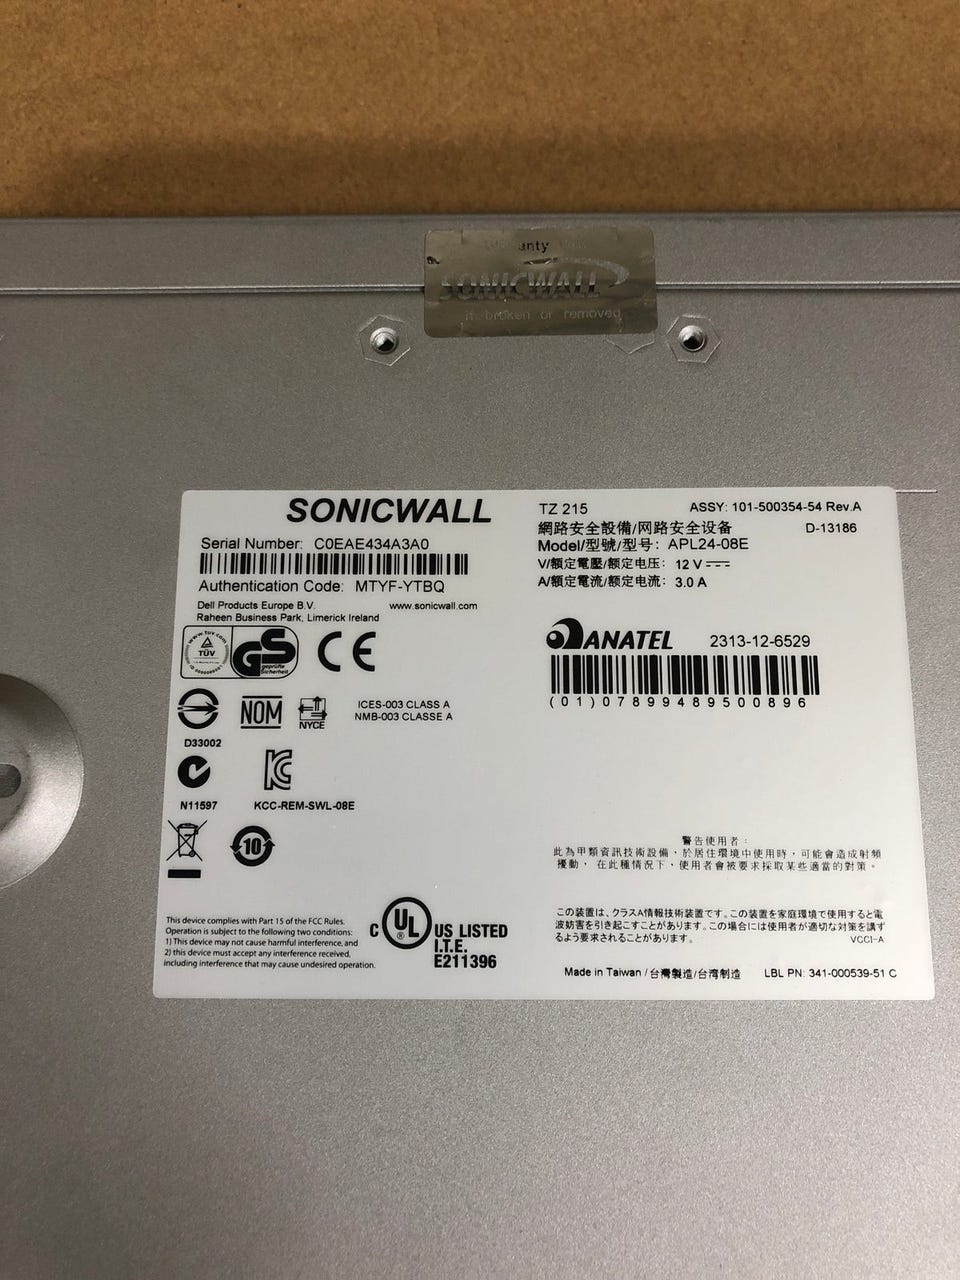 anty
SONICWALL
if broken or removed
SONICWALL
Serial Number: C0EAE434A3A0
Authentication Code: MTYF-YTBQ
Dell Products Europe B.V. www.sonicwall.com
Raheen Business Park, Limerick Ireland
www.tuv.com
TÜV
GS
geprüfte
Sicherheit
CE
NOM
NYCE
ICES-003 CLASS A
NMB-003 CLASSE A
D33002
N11597
KCC-REM-SWL-08E
10
This device complies with Part 15 of the FCC Rules.
Operation is subject to the following two conditions:
1) This device may not cause harmful interference, and
2) this device must accept any interference received,
including interference that may cause undesired operation.
C UL US LISTED
I.T.E.
E211396
TZ 215 ASSY: 101-500354-54 Rev.A
網路安全設備/网路安全设备 D-13186
Model/型號/型号: APL24-08E
V/額定電壓/额定电压: 12 V
A/額定電流/额定电流: 3.0 A
ANATEL 2313-12-6529
(01)07899489500896
警告使用者:
此為甲類資訊技術設備,於居住環境中使用時,可能會造成射頻
擾動,在此種情況下,使用者會被要求採取某些適當的對策。
この装置は、クラスA情報技術装置です。この装置を家庭環境で使用すると電
波妨害を引き起こすことがあります。この場合には使用者が適切な対策を講ず
るよう要求されることがあります。 VCCI-A
Made in Taiwan / 台灣製造/台湾制造 LBL PN: 341-000539-51 C